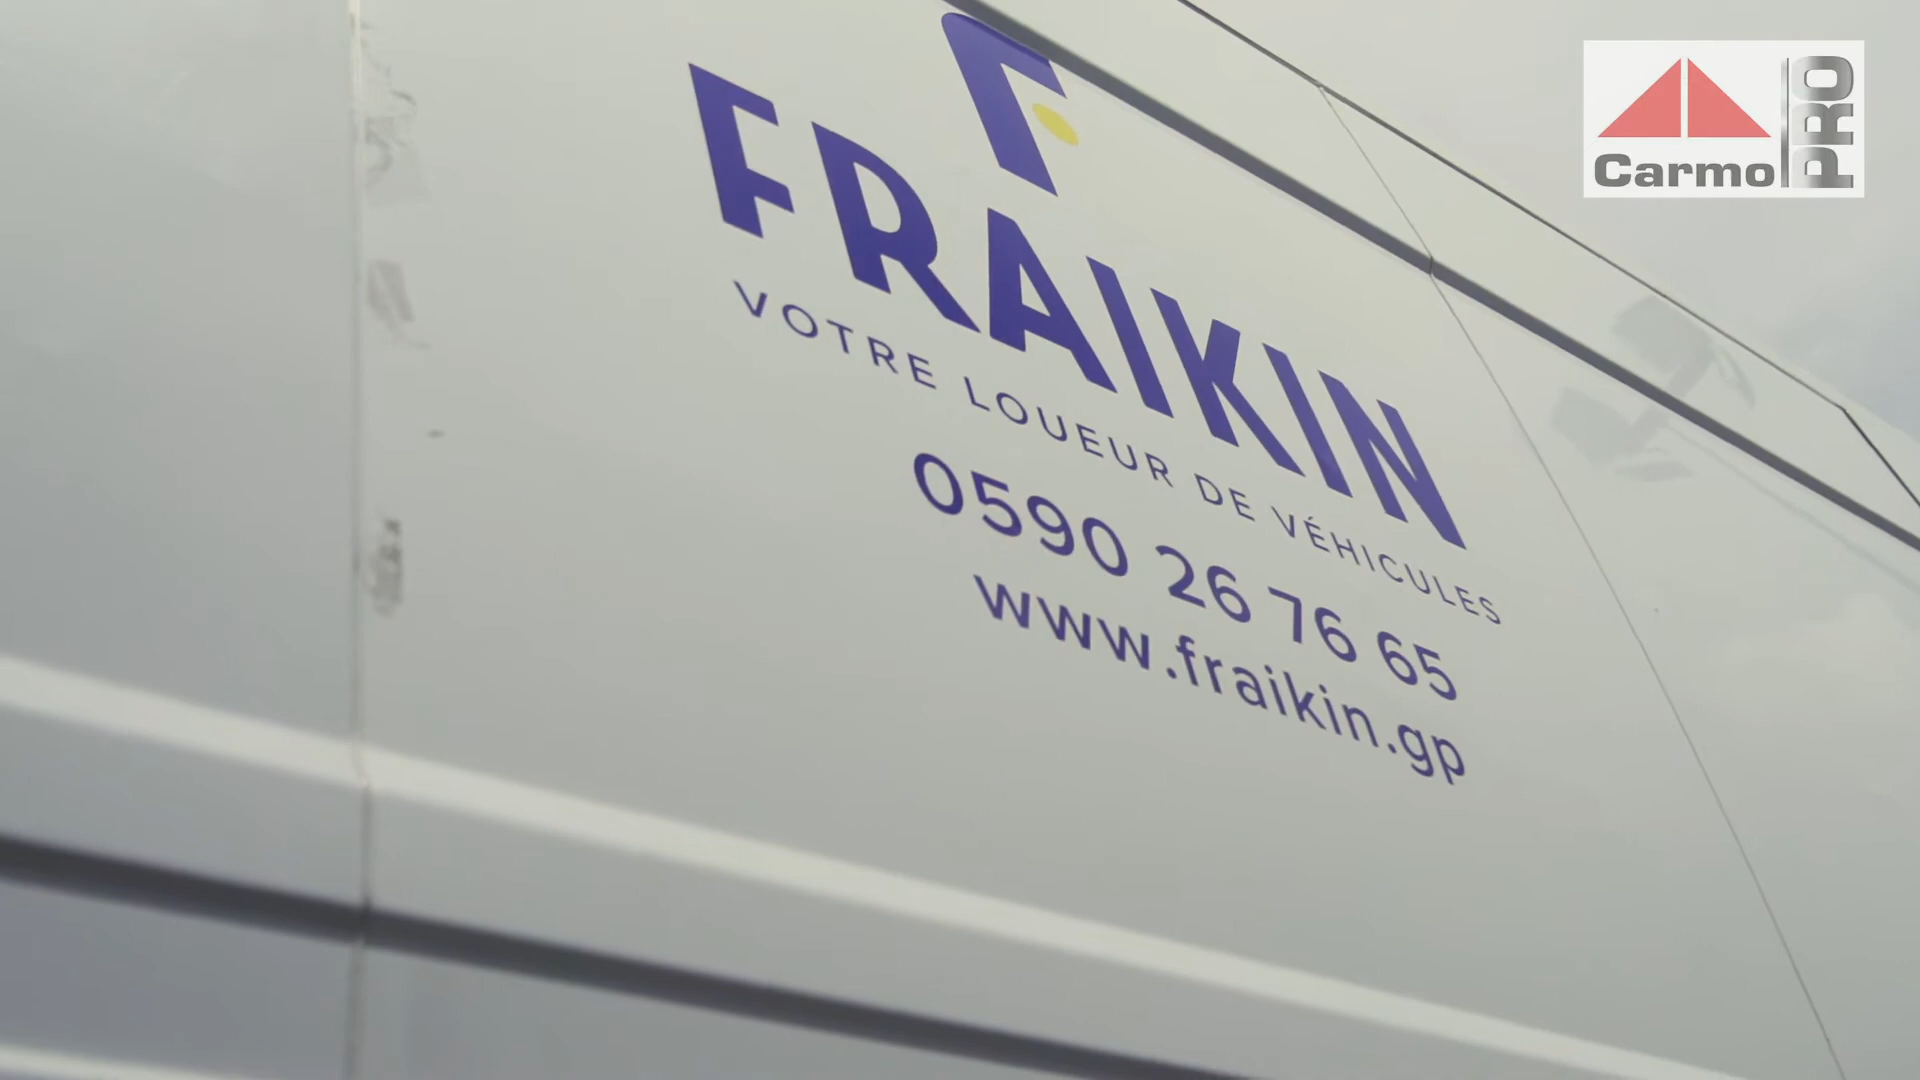 FRAIKIN
VOTRE LOUEUR DE VÉHICULES
0590 26 76 65
www.fraikin.gp
Carmo PRO